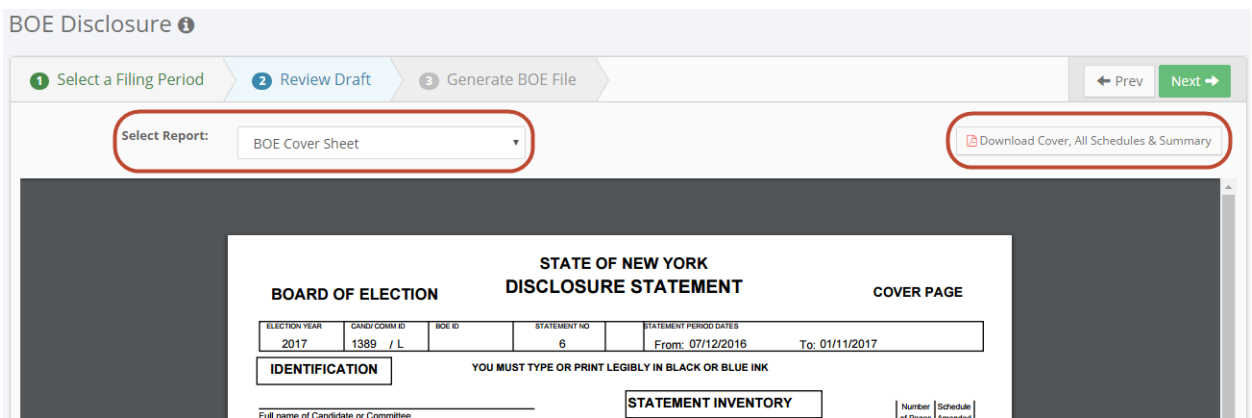 BOE Disclosure
1 Select a Filing Period 2 Review Draft 3 Generate BOE File Prev Next
Select Report: BOE Cover Sheet Download Cover, All Schedules & Summary
STATE OF NEW YORK
BOARD OF ELECTION DISCLOSURE STATEMENT COVER PAGE
ELECTION YEAR CAND/ COMM ID BOE ID STATEMENT NO STATEMENT PERIOD DATES
2017 1389 / L 6 From: 07/12/2016 To: 01/11/2017
IDENTIFICATION YOU MUST TYPE OR PRINT LEGIBLY IN BLACK OR BLUE INK
STATEMENT INVENTORY Number Schedule
Full name of Candidate or Committee of Pages Amended